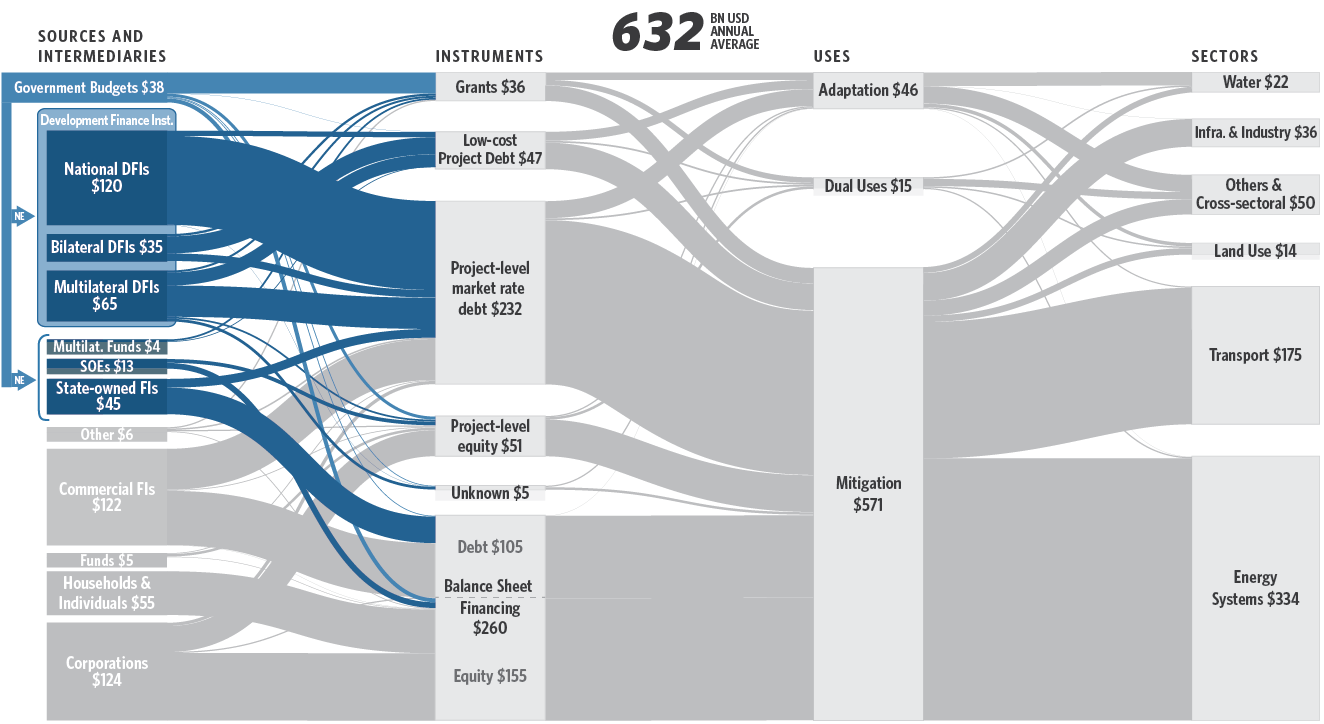 632
BN USD
ANNUAL
AVERAGE
SOURCES AND
INTERMEDIARIES
INSTRUMENTS
USES
SECTORS
Government Budgets $38
Development Finance Inst.
National DFIs
$120
NE
Bilateral DFIs $35
Multilateral DFIs
$65
Multilat. Funds $4
SOEs $13
NE
State-owned FIs
$45
Other $6
Commercial FIs
$122
Funds $5
Households &
Individuals $55
Corporations
$124
Grants $36
Low-cost
Project Debt $47
Project-level
market rate
debt $232
Project-level
equity $51
Unknown $5
Debt $105
Balance Sheet
Financing
$260
Equity $155
Adaptation $46
Dual Uses $15
Mitigation
$571
Water $22
Infra. & Industry $36
Others &
Cross-sectoral $50
Land Use $14
Transport $175
Energy
Systems $334